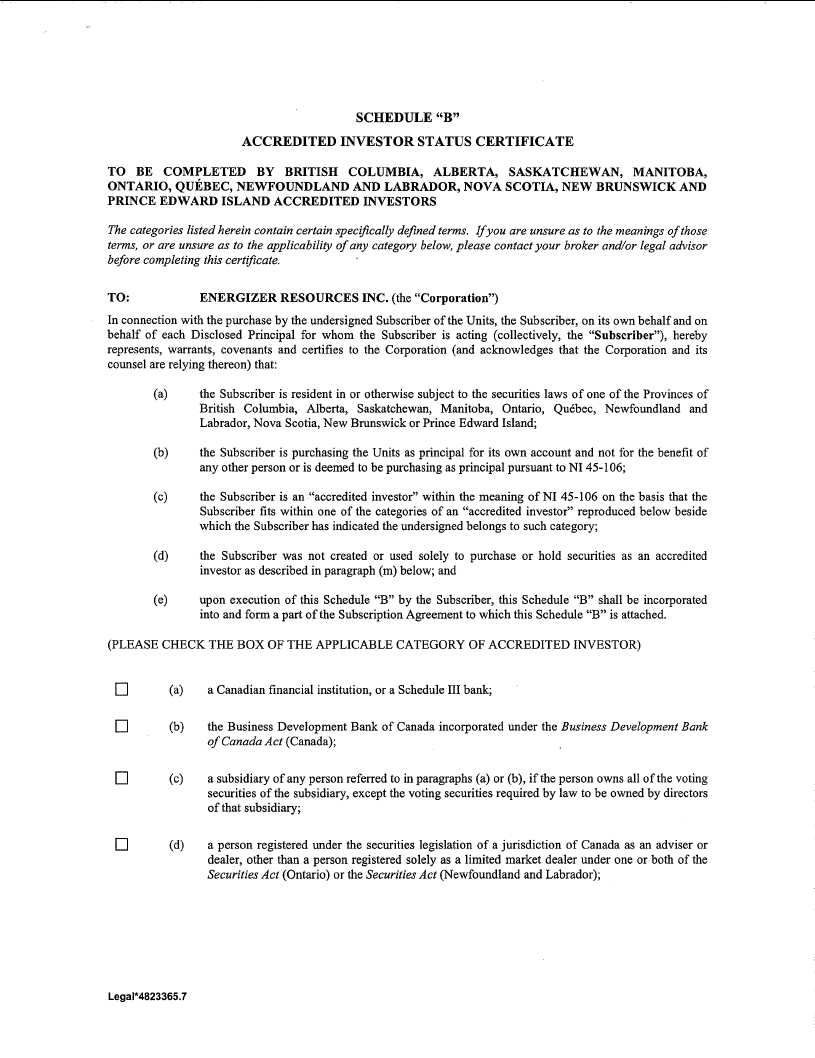 SCHEDULE “B”
ACCREDITED INVESTOR STATUS CERTIFICATE
TO BE COMPLETED BY BRITISH COLUMBIA, ALBERTA, SASKATCHEWAN, MANITOBA,
ONTARIO, QUÉBEC, NEWFOUNDLAND AND LABRADOR, NOVA SCOTIA, NEW BRUNSWICK AND
PRINCE EDWARD ISLAND ACCREDITED INVESTORS
The categories listed herein contain certain specifically defined terms. If you are unsure as to the meanings of those
terms, or are unsure as to the applicability of any category below, please contact your broker and/or legal advisor
before completing this certificate.
TO: ENERGIZER RESOURCES INC. (the “Corporation”)
In connection with the purchase by the undersigned Subscriber of the Units, the Subscriber, on its own behalf and on
behalf of each Disclosed Principal for whom the Subscriber is acting (collectively, the “Subscriber”), hereby
represents, warrants, covenants and certifies to the Corporation (and acknowledges that the Corporation and its
counsel are relying thereon) that:
(a) the Subscriber is resident in or otherwise subject to the securities laws of one of the Provinces of
British Columbia, Alberta, Saskatchewan, Manitoba, Ontario, Québec, Newfoundland and
Labrador, Nova Scotia, New Brunswick or Prince Edward Island;
(b) the Subscriber is purchasing the Units as principal for its own account and not for the benefit of
any other person or is deemed to be purchasing as principal pursuant to NI 45-106;
(c) the Subscriber is an “accredited investor” within the meaning of NI 45-106 on the basis that the
Subscriber fits within one of the categories of an “accredited investor” reproduced below beside
which the Subscriber has indicated the undersigned belongs to such category;
(d) the Subscriber was not created or used solely to purchase or hold securities as an accredited
investor as described in paragraph (m) below; and
(e) upon execution of this Schedule “B” by the Subscriber, this Schedule “B” shall be incorporated
into and form a part of the Subscription Agreement to which this Schedule “B” is attached.
(PLEASE CHECK THE BOX OF THE APPLICABLE CATEGORY OF ACCREDITED INVESTOR)
☐ (a) a Canadian financial institution, or a Schedule III bank;
☐ (b) the Business Development Bank of Canada incorporated under the Business Development Bank
of Canada Act (Canada);
☐ (c) a subsidiary of any person referred to in paragraphs (a) or (b), if the person owns all of the voting
securities of the subsidiary, except the voting securities required by law to be owned by directors
of that subsidiary;
☐ (d) a person registered under the securities legislation of a jurisdiction of Canada as an adviser or
dealer, other than a person registered solely as a limited market dealer under one or both of the
Securities Act (Ontario) or the Securities Act (Newfoundland and Labrador);
Legal*4823365.7